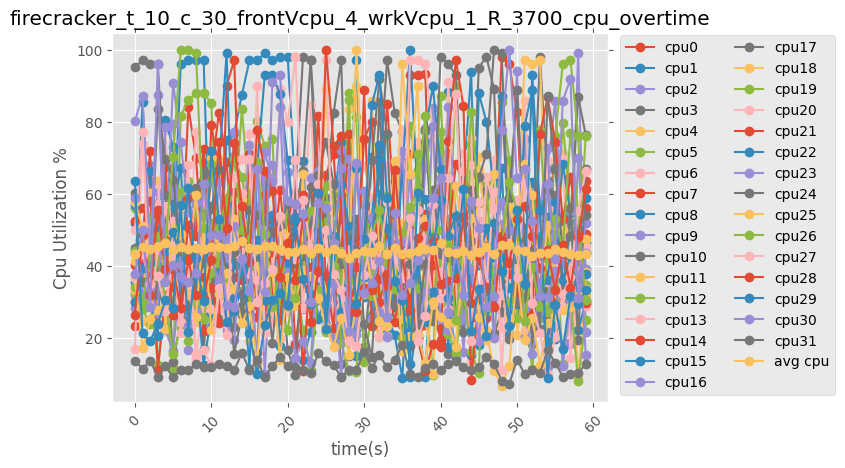 firecracker_t_10_c_30_frontVcpu_4_wrkVcpu_1_R_3700_cpu_overtime
Cpu Utilization %
100
80
60
40
20
0
10
20
30
40
50
60
time(s)
cpu0
cpu1
cpu2
cpu3
cpu4
cpu5
cpu6
cpu7
cpu8
cpu9
cpu10
cpu11
cpu12
cpu13
cpu14
cpu15
cpu16
cpu17
cpu18
cpu19
cpu20
cpu21
cpu22
cpu23
cpu24
cpu25
cpu26
cpu27
cpu28
cpu29
cpu30
cpu31
avg cpu